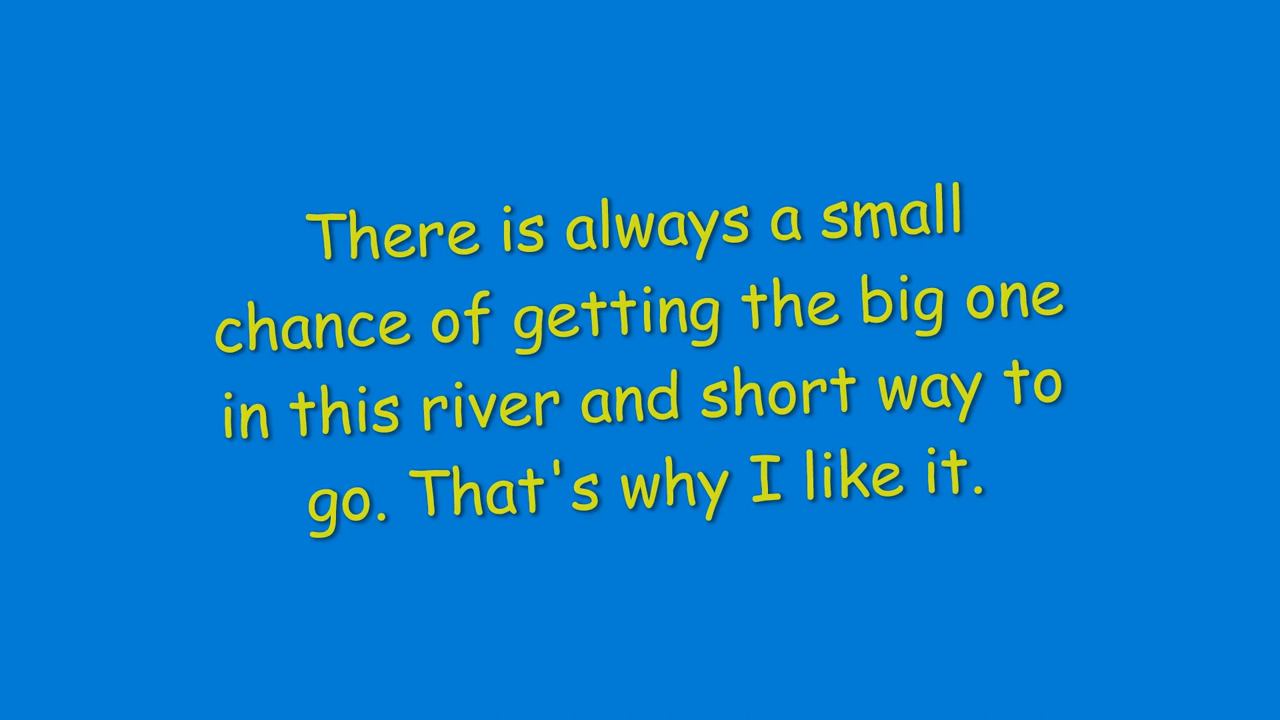 There is always a small
chance of getting the big one
in this river and short way to
go. That's why I like it.